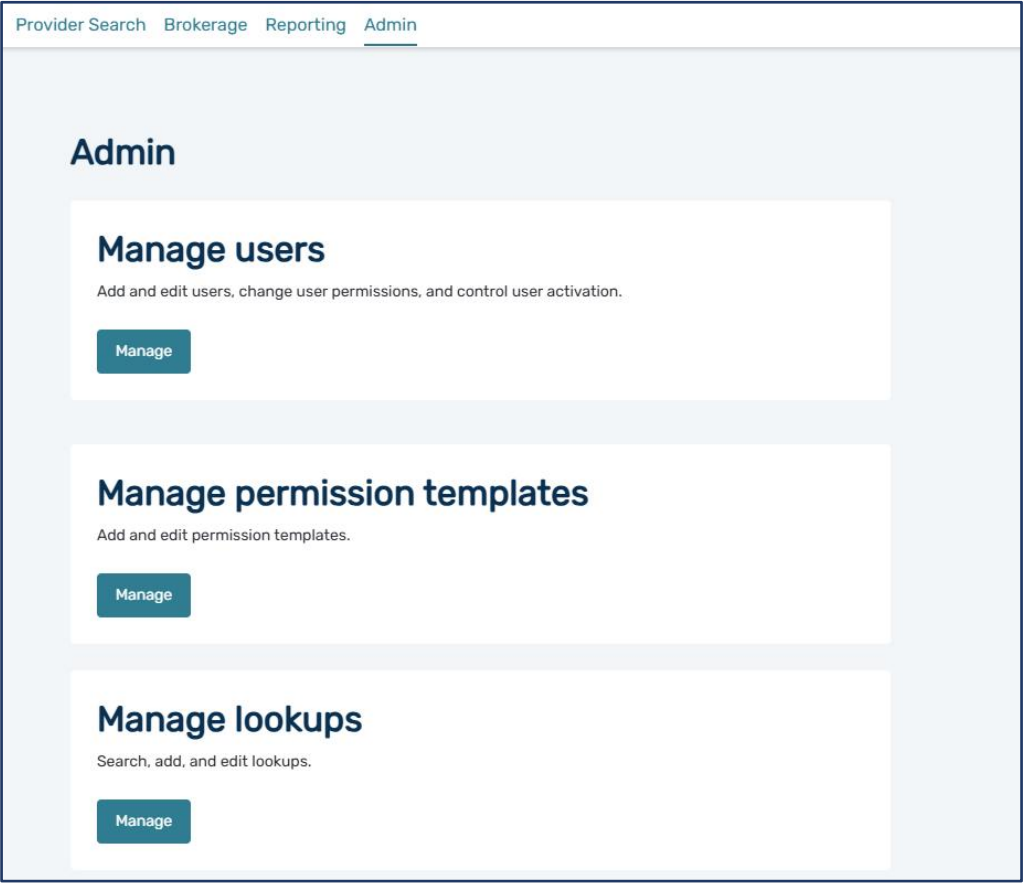 Provider Search Brokerage Reporting Admin
Admin
Manage users
Add and edit users, change user permissions, and control user activation.
Manage
Manage permission templates
Add and edit permission templates.
Manage
Manage lookups
Search, add, and edit lookups.
Manage